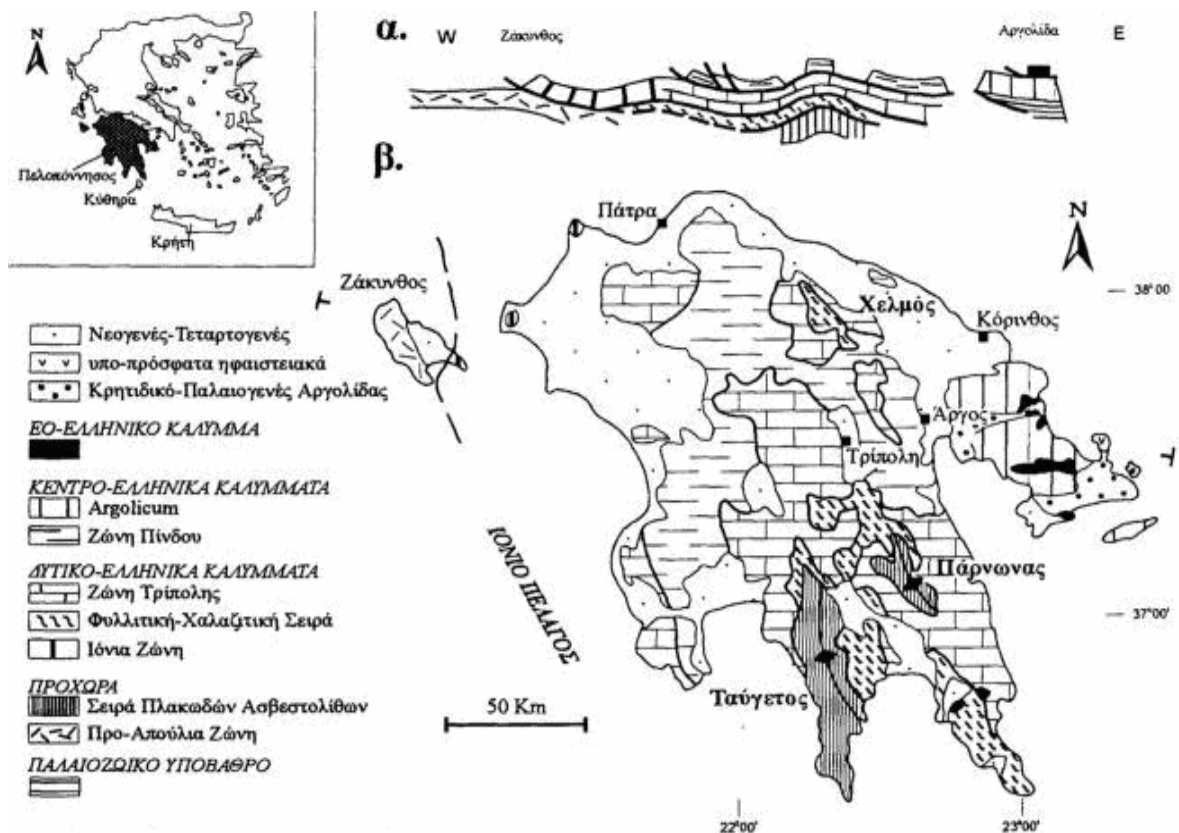 N
Πελοπόννησος
Κύθηρα
Κρήτη
α. W Ζάκυνθος Αργολίδα E
β.
N
Πάτρα
Ζάκυνθος
Χελμός
38° 00
Κόρινθος
Άργος
Τρίπολη
Πάρνωνας
37°00'
Ταΰγετος
ΙΟΝΙΟ ΠΕΛΑΓΟΣ
50 Km
22°00'
23°00'
Νεογενές-Τεταρτογενές
υπο-πρόσφατα ηφαιστειακά
Κρητιδικό-Παλαιογενές Αργολίδας
ΕΟ-ΕΛΛΗΝΙΚΟ ΚΑΛΥΜΜΑ
ΚΕΝΤΡΟ-ΕΛΛΗΝΙΚΑ ΚΑΛΥΜΜΑΤΑ
Argolicum
Ζώνη Πίνδου
ΔΥΤΙΚΟ-ΕΛΛΗΝΙΚΑ ΚΑΛΥΜΜΑΤΑ
Ζώνη Τρίπολης
Φυλλιτική-Χαλαζιτική Σειρά
Ιόνια Ζώνη
ΠΡΟΧΩΡΑ
Σειρά Πλακωδών Ασβεστολίθων
Προ-Απούλια Ζώνη
ΠΑΛΑΙΟΖΩΙΚΟ ΥΠΟΒΑΘΡΟ